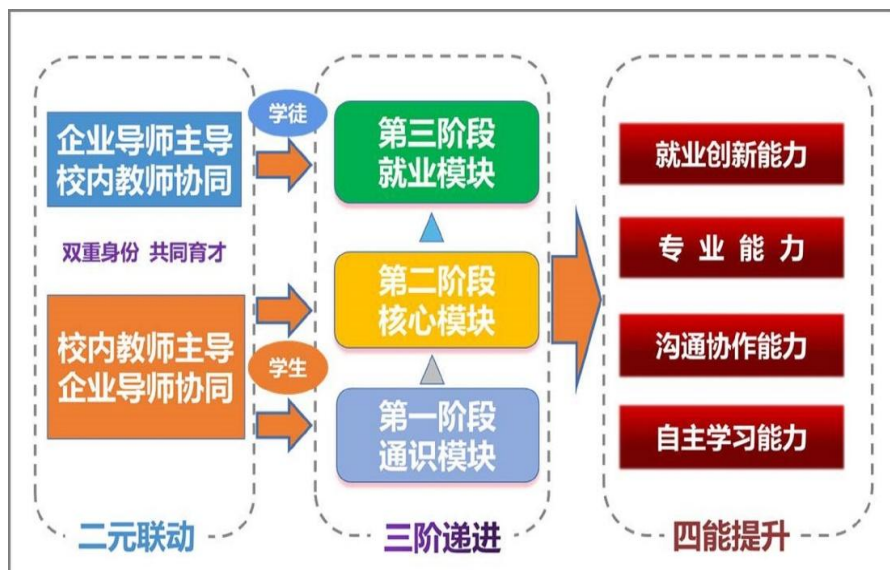 企业导师主导
校内教师协同
双重身份 共同育才
校内教师主导
企业导师协同
二元联动
学徒
学生
第三阶段
就业模块
第二阶段
核心模块
第一阶段
通识模块
三阶递进
就业创新能力
专 业 能 力
沟通协作能力
自主学习能力
四能提升